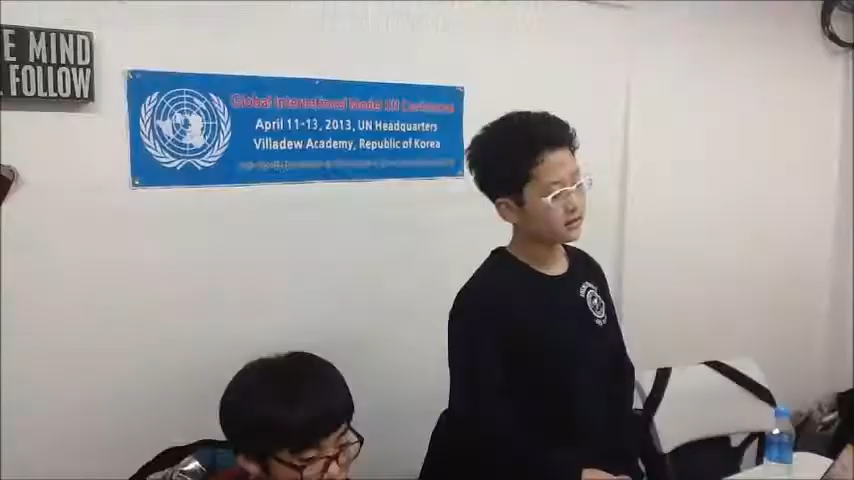 E MIND
FOLLOW
Global International Model UN Conference
April 11-13, 2013, UN Headquarters
Villadew Academy, Republic of Korea